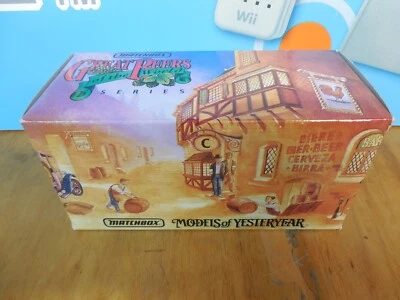 Wii
MATCHBOX
GREAT BEERS
of the World
SERIES
C
BIERE
BIER·BEER
CERVEZA
BIRRA
MATCHBOX
MODELS of YESTERYEAR